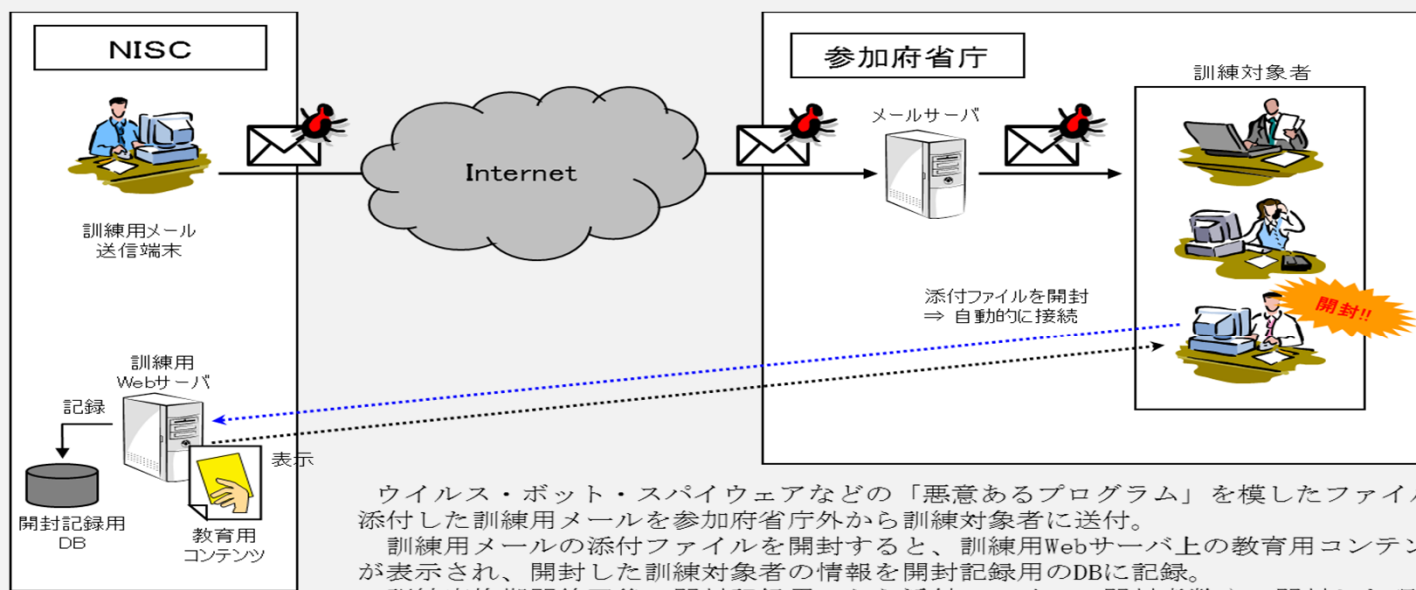 NISC
参加府省庁
訓練対象者
メールサーバ
Internet
訓練用メール
送信端末
添付ファイルを開封
⇒ 自動的に接続
開封!!
訓練用
Webサーバ
記録
表示
開封記録用
DB
教育用
コンテンツ
ウイルス・ボット・スパイウェアなどの「悪意あるプログラム」を模したファイル
添付した訓練用メールを参加府省庁外から訓練対象者に送付。
訓練用メールの添付ファイルを開封すると、訓練用Webサーバ上の教育用コンテン
が表示され、開封した訓練対象者の情報を開封記録用のDBに記録。